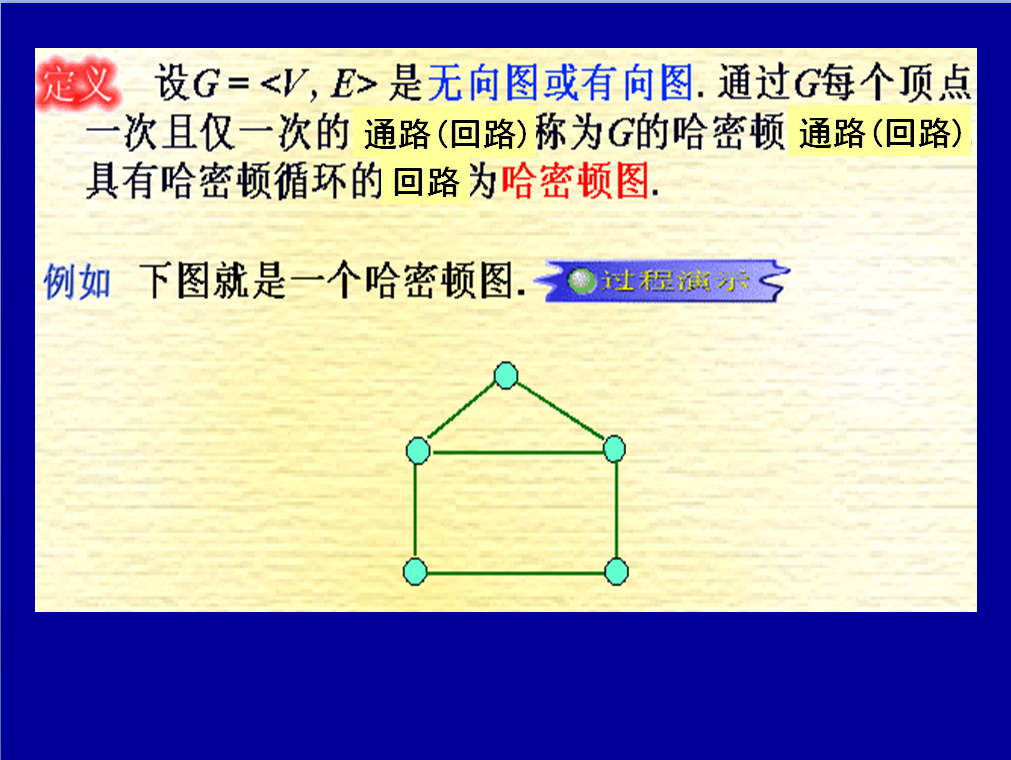 定义 设G = <V, E> 是无向图或有向图. 通过G每个顶点
一次且仅一次的 通路(回路)称为G的哈密顿 通路(回路)
具有哈密顿循环的 回路 为哈密顿图.
例如 下图就是一个哈密顿图. 过程演示